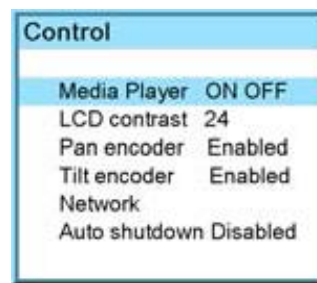 Control
Media Player ON OFF
LCD contrast 24
Pan encoder Enabled
Tilt encoder Enabled
Network
Auto shutdown Disabled